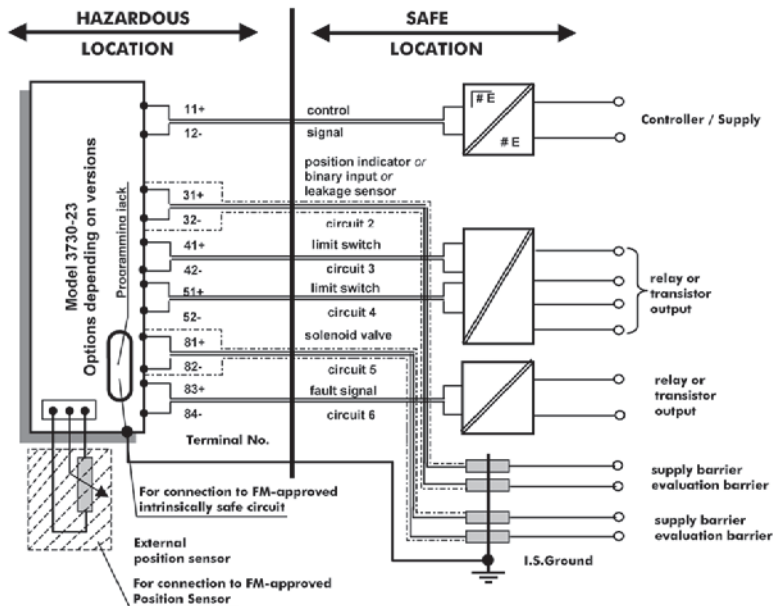 HAZARDOUS
LOCATION
SAFE
LOCATION
Model 3730-23
Options depending on versions
Programming jack
11+
12-
control
signal
# E
# E
Controller / Supply
position indicator or
binary input or
leakage sensor
31+
32-
circuit 2
41+
limit switch
42-
circuit 3
51+
limit switch
52-
circuit 4
relay or
transistor
output
81+
solenoid valve
82-
circuit 5
83+
fault signal
84-
circuit 6
relay or
transistor
output
Terminal No.
For connection to FM-approved
intrinsically safe circuit
External
position sensor
For connection to FM-approved
Position Sensor
supply barrier
evaluation barrier
supply barrier
evaluation barrier
I.S.Ground